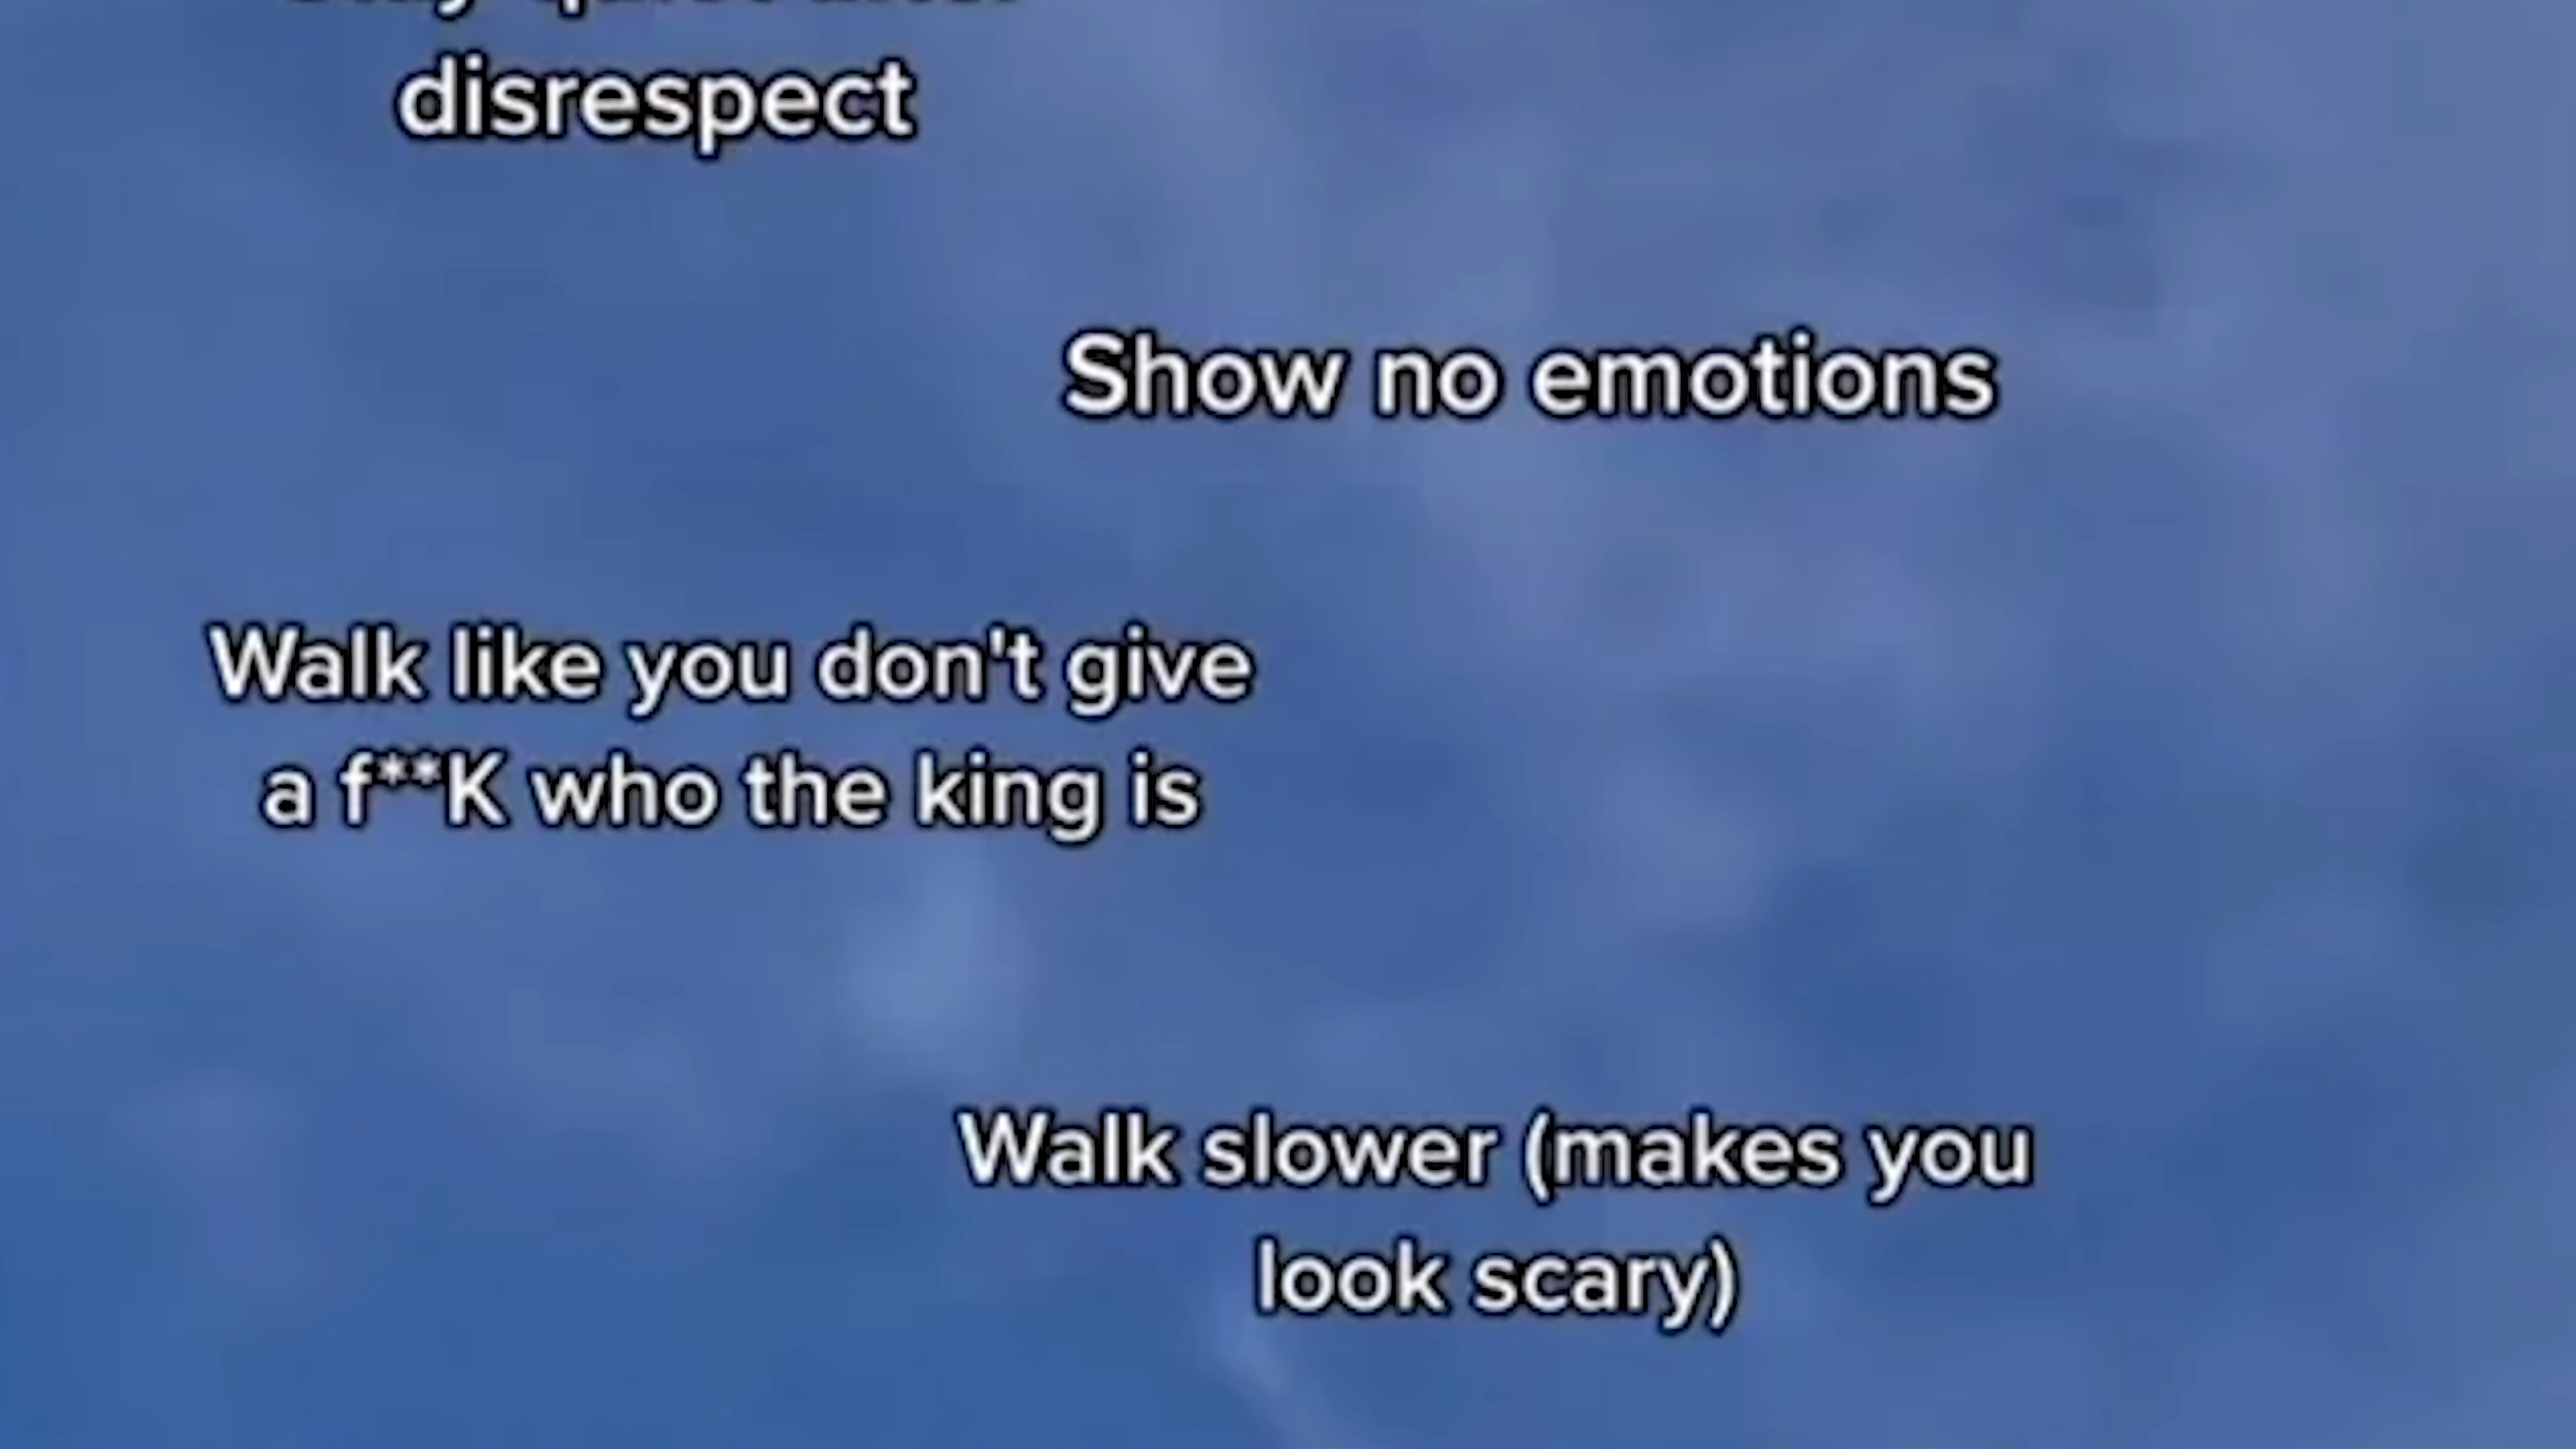 disrespect
Show no emotions
Walk like you don't give
a f**K who the king is
Walk slower (makes you
look scary)